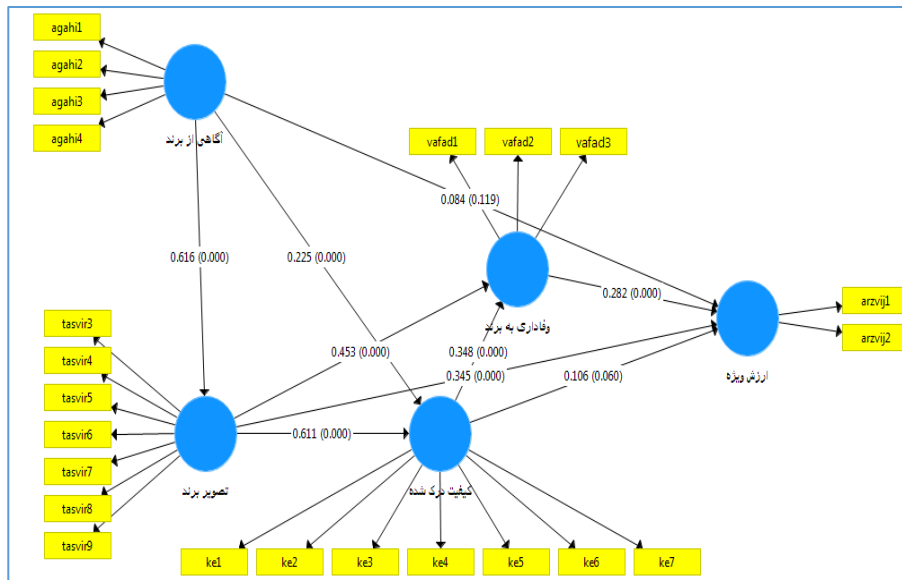 agahi1
agahi2
agahi3
agahi4
آگاهی از برند
vafad1
vafad2
vafad3
0.084 (0.119)
0.616 (0.000)
0.225 (0.000)
0.282 (0.000)
وفاداری به برند
arzvij1
arzvij2
ارزش ویژه
tasvir3
tasvir4
tasvir5
tasvir6
tasvir7
tasvir8
tasvir9
0.453 (0.000)
0.348 (0.000)
0.345 (0.000)
0.106 (0.060)
0.611 (0.000)
تصویر برند
کیفیت درک شده
ke1
ke2
ke3
ke4
ke5
ke6
ke7